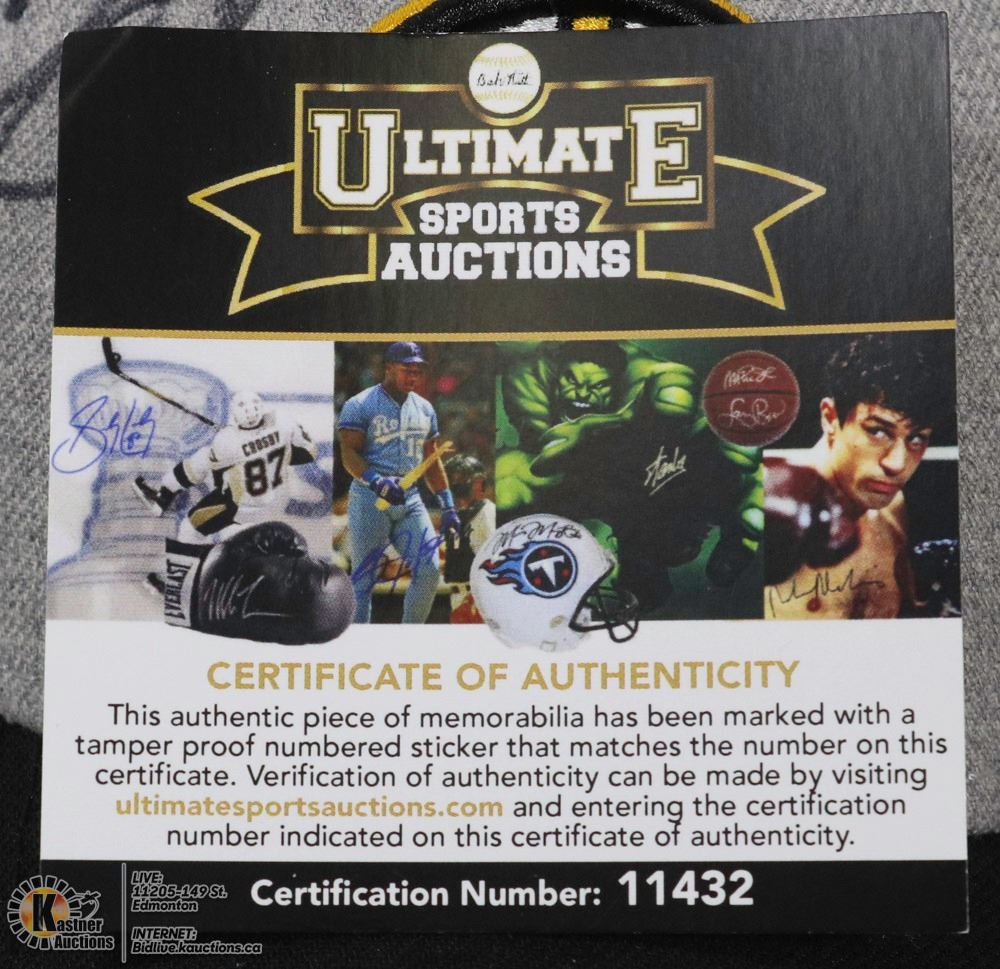 Babe Ruth
ULTIMATE
SPORTS
AUCTIONS
CROSBY
87
EVERLAST
Royals
CERTIFICATE OF AUTHENTICITY
This authentic piece of memorabilia has been marked with a
tamper proof numbered sticker that matches the number on this
certificate. Verification of authenticity can be made by visiting
ultimatesportsauctions.com and entering the certification
number indicated on this certificate of authenticity.
Certification Number: 11432
Kastner
Auctions
LIVE:
11205-149 St.
Edmonton
INTERNET:
Bidlive.kauctions.ca